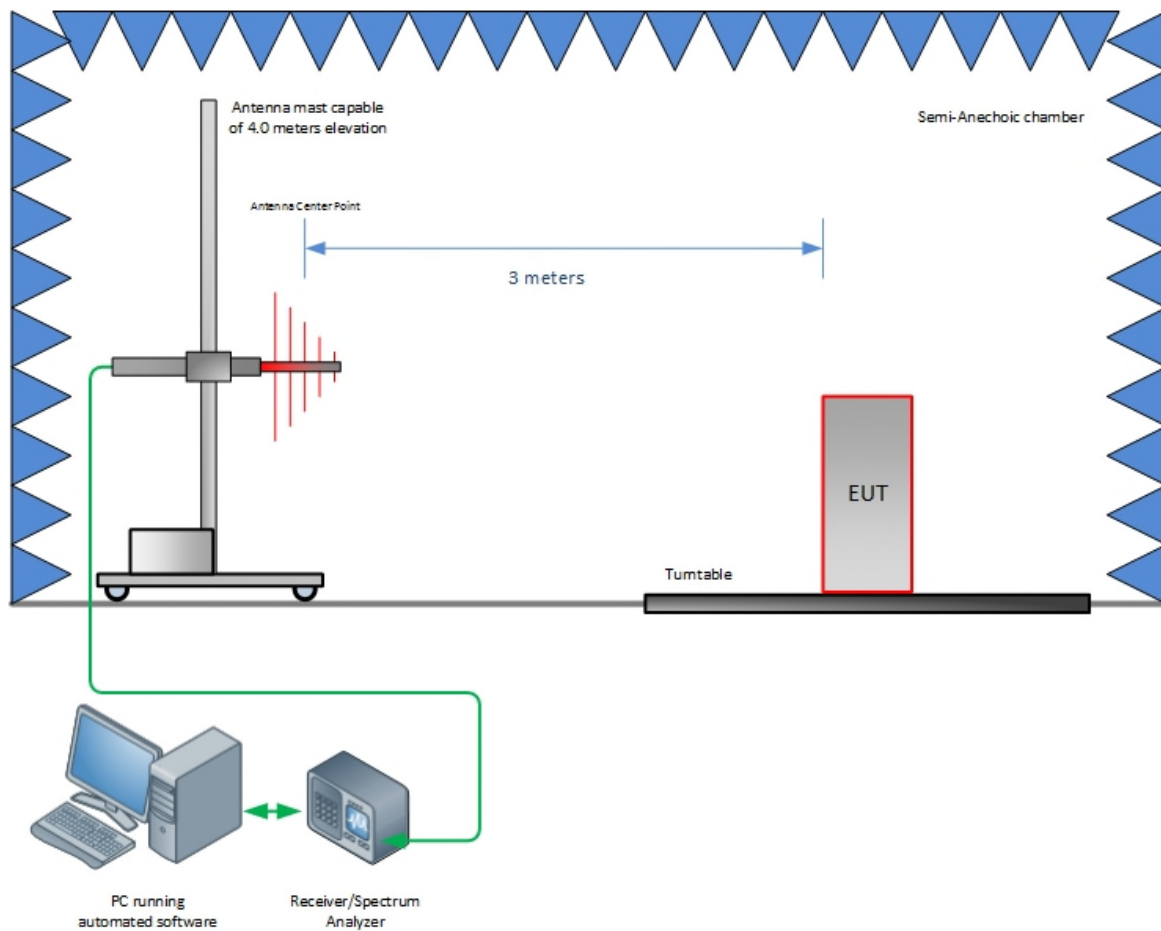 Antenna mast capable
of 4.0 meters elevation
Semi-Anechoic chamber
Antenna Center Point
3 meters
EUT
Turntable
PC running
automated software
Receiver/Spectrum
Analyzer